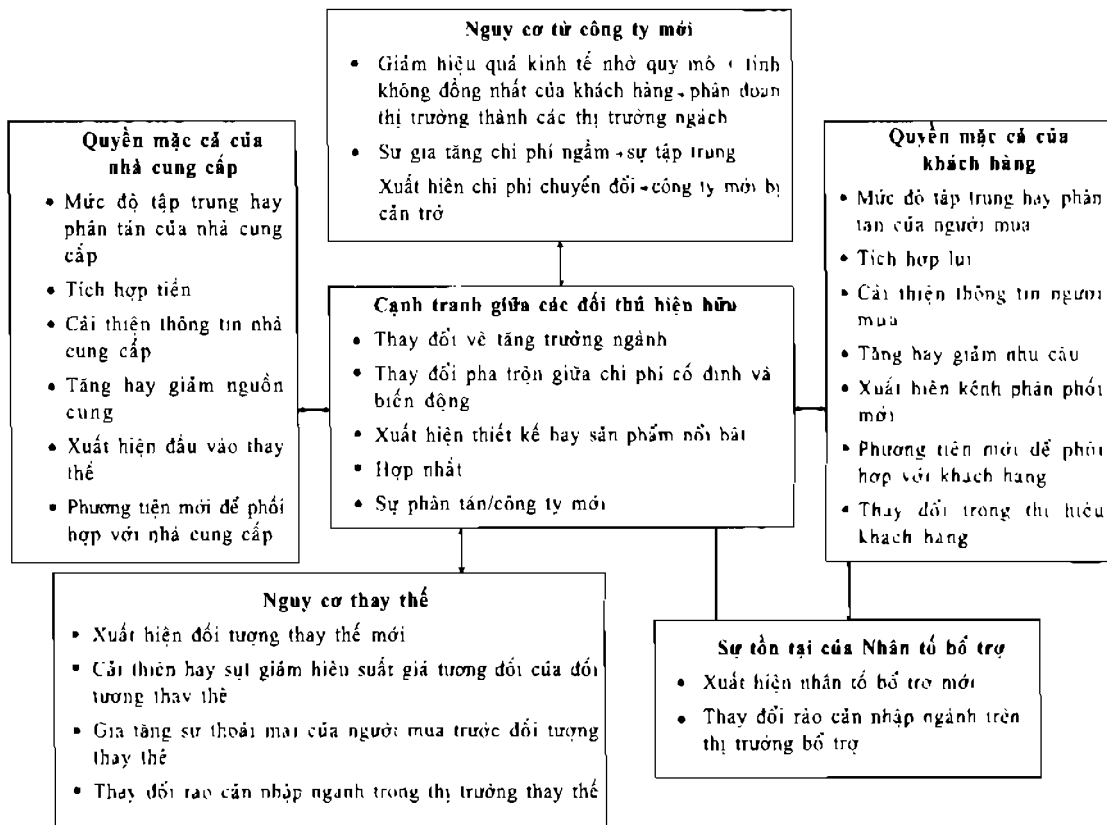 Nguy cơ từ công ty mới
• Giảm hiệu quả kinh tế nhờ quy mô + tính
không đồng nhất của khách hàng→phân đoạn
thị trường thành các thị trường ngách
• Sự gia tăng chi phí ngầm→sự tập trung
Xuất hiện chi phí chuyển đổi→công ty mới bị
cản trở
Quyền mặc cả của
nhà cung cấp
• Mức độ tập trung hay
phân tán của nhà cung
cấp
• Tích hợp tiến
• Cải thiện thông tin nhà
cung cấp
• Tăng hay giảm nguồn
cung
• Xuất hiện đầu vào thay
thế
• Phương tiện mới để phối
hợp với nhà cung cấp
Cạnh tranh giữa các đối thủ hiện hữu
• Thay đổi về tăng trưởng ngành
• Thay đổi pha trộn giữa chi phí cố định và
biến động
• Xuất hiện thiết kế hay sản phẩm nổi bật
• Hợp nhất
• Sự phân tán/công ty mới
Quyền mặc cả của
khách hàng
• Mức độ tập trung hay phân
tán của người mua
• Tích hợp lui
• Cải thiện thông tin người
mua
• Tăng hay giảm nhu cầu
• Xuất hiện kênh phân phối
mới
• Phương tiện mới để phối
hợp với khách hàng
• Thay đổi trong thị hiếu
khách hàng
Nguy cơ thay thế
• Xuất hiện đối tượng thay thế mới
• Cải thiện hay sụt giảm hiệu suất giá tương đối của đối
tượng thay thế
• Gia tăng sự thoải mái của người mua trước đối tượng
thay thế
• Thay đổi rào cản nhập ngành trong thị trường thay thế
Sự tồn tại của Nhân tố bổ trợ
• Xuất hiện nhân tố bổ trợ mới
• Thay đổi rào cản nhập ngành trên
thị trường bổ trợ